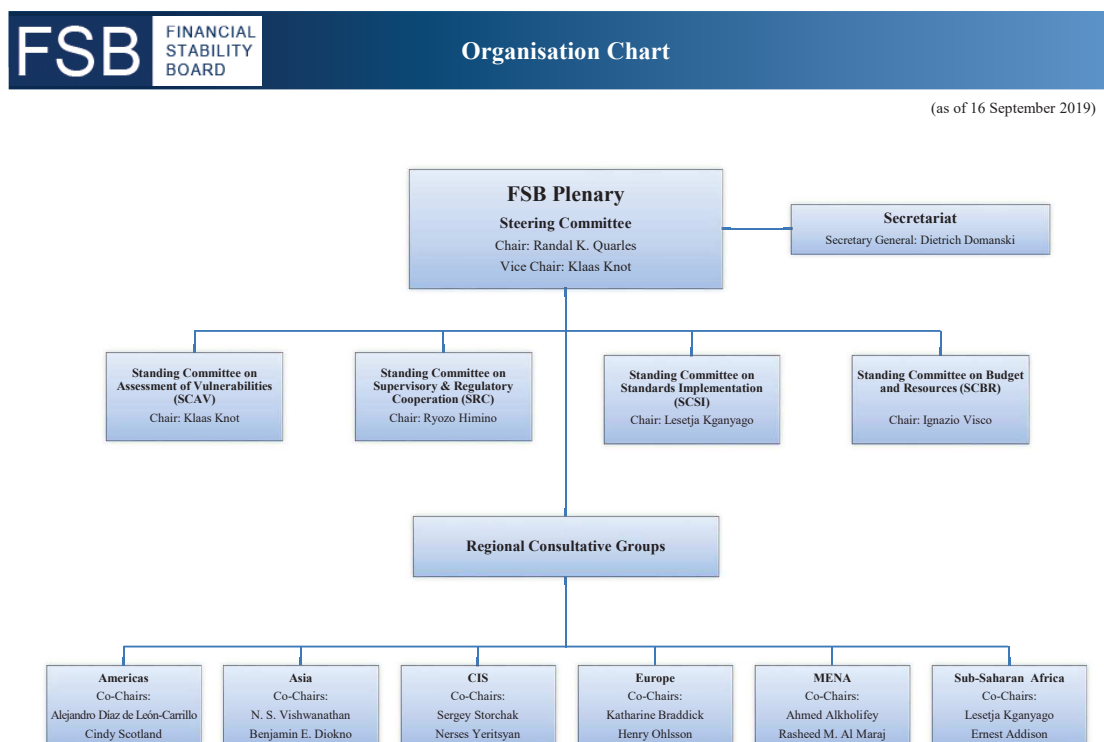 FSB
FINANCIAL
STABILITY
BOARD
Organisation Chart
(as of 16 September 2019)
FSB Plenary
Steering Committee
Chair: Randal K. Quarles
Vice Chair: Klaas Knot
Secretariat
Secretary General: Dietrich Domanski
Standing Committee on
Assessment of Vulnerabilities
(SCAV)
Chair: Klaas Knot
Standing Committee on
Supervisory & Regulatory
Cooperation (SRC)
Chair: Ryozo Himino
Standing Committee on
Standards Implementation
(SCSI)
Chair: Lesetja Kganyago
Standing Committee on Budget
and Resources (SCBR)
Chair: Ignazio Visco
Regional Consultative Groups
Americas
Co-Chairs:
Alejandro Díaz de León-Carrillo
Cindy Scotland
Asia
Co-Chairs:
N. S. Vishwanathan
Benjamin E. Diokno
CIS
Co-Chairs:
Sergey Storchak
Nerses Yeritsyan
Europe
Co-Chairs:
Katharine Braddick
Henry Ohlsson
MENA
Co-Chairs:
Ahmed Alkholifey
Rasheed M. Al Maraj
Sub-Saharan Africa
Co-Chairs:
Lesetja Kganyago
Ernest Addison